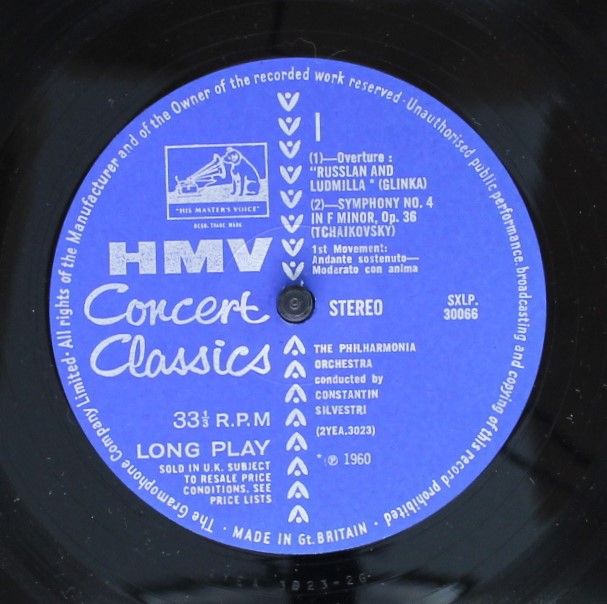 The Gramophone Company Limited · All rights of the Manufacturer and of the Owner of the recorded work reserved · Unauthorised public performance, broadcasting and copying of this record prohibited ·
"HIS MASTER'S VOICE"
REGD. TRADE MARK
HMV
Concert
Classics
33⅓ R.P.M
LONG PLAY
SOLD IN U.K. SUBJECT
TO RESALE PRICE
CONDITIONS, SEE
PRICE LISTS
I
(1)—Overture :
"RUSSLAN AND
LUDMILLA" (GLINKA)
(2)—SYMPHONY NO. 4
IN F MINOR, Op. 36
(TCHAIKOVSKY)
1st Movement:
Andante sostenuto—
Moderato con anima
STEREO
SXLP.
30066
THE PHILHARMONIA
ORCHESTRA
conducted by
CONSTANTIN
SILVESTRI
(2YEA.3023)
* ℗ 1960
MADE IN Gt. BRITAIN